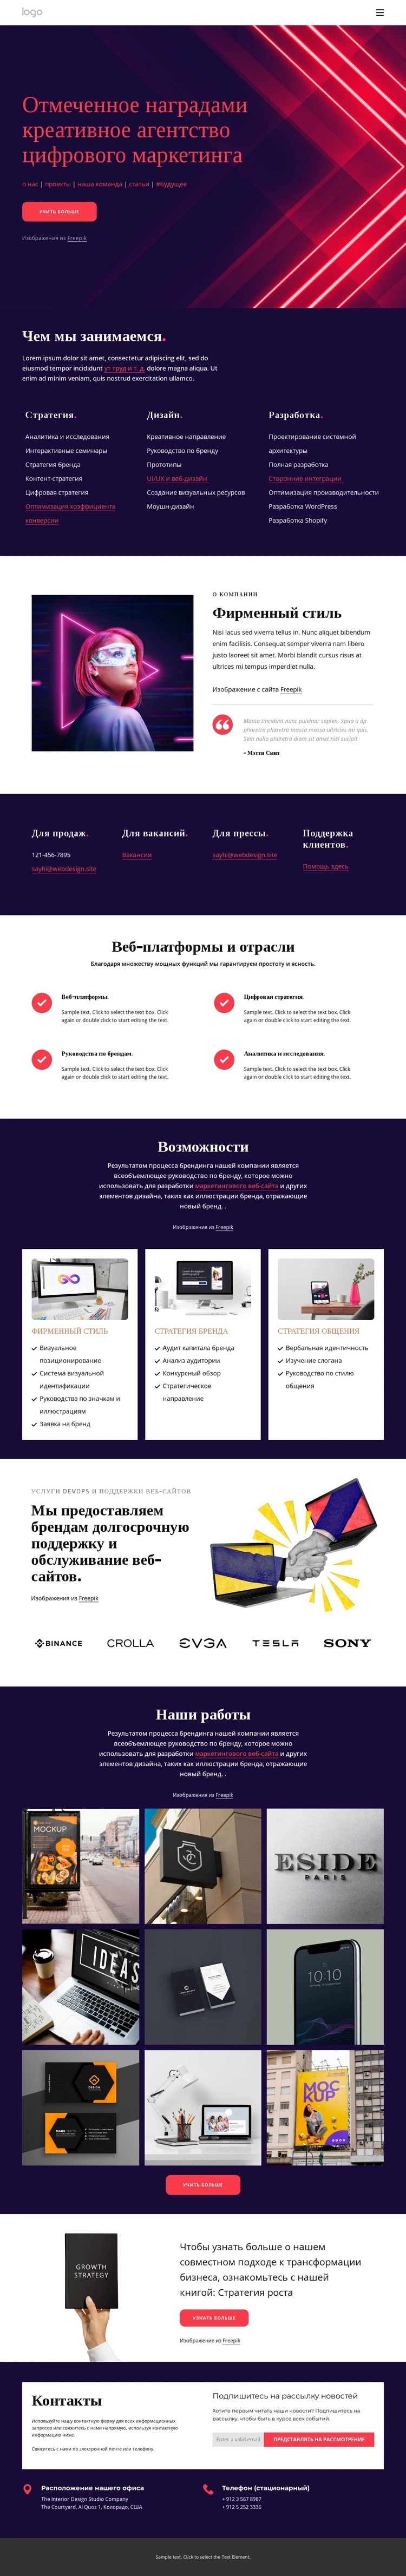 logo
Отмеченное наградами
креативное агентство
цифрового маркетинга
о нас | проекты | наша команда | статьи | #будущее
УЧИТЬ БОЛЬШЕ
Изображения из Freepik
Чем мы занимаемся.
Lorem ipsum dolor sit amet, consectetur adipiscing elit, sed do
eiusmod tempor incididunt ут труд и т. д. dolore magna aliqua. Ut
enim ad minim veniam, quis nostrud exercitation ullamco.
Стратегия.
Аналитика и исследования
Интерактивные семинары
Стратегия бренда
Контент-стратегия
Цифровая стратегия
Оптимизация коэффициента
конверсии
Дизайн.
Креативное направление
Руководство по бренду
Прототипы
UI/UX и веб-дизайн
Создание визуальных ресурсов
Моушн-дизайн
Разработка.
Проектирование системной
архитектуры
Полная разработка
Сторонние интеграции
Оптимизация производительности
Разработка WordPress
Разработка Shopify
О КОМПАНИИ
Фирменный стиль
Nisi lacus sed viverra tellus in. Nunc aliquet bibendum
enim facilisis. Consequat semper viverra nam libero
justo laoreet sit amet. Morbi blandit cursus risus at
ultrices mi tempus imperdiet nulla.
Изображение с сайта Freepik
Massa tincidunt nunc pulvinar sapien. Урна и др
pharetra pharetra massa massa ultricies mi quis.
Sem nulla pharetra diam sit amet nisl suscipit
- Мэтти Смит
Для продаж.
121-456-7895
sayhi@webdesign.site
Для вакансий.
Вакансии
Для прессы.
sayhi@webdesign.site
Поддержка
клиентов.
Помощь здесь
Веб-платформы и отрасли
Благодаря множеству мощных функций мы гарантируем простоту и ясность.
Веб-платформы.
Sample text. Click to select the text box. Click
again or double click to start editing the text.
Цифровая стратегия.
Sample text. Click to select the text box. Click
again or double click to start editing the text.
Руководства по брендам.
Sample text. Click to select the text box. Click
again or double click to start editing the text.
Аналитика и исследования.
Sample text. Click to select the text box. Click
again or double click to start editing the text.
Возможности
Результатом процесса брендинга нашей компании является
всеобъемлющее руководство по бренду, которое можно
использовать для разработки маркетингового веб-сайта и других
элементов дизайна, таких как иллюстрации бренда, отражающие
новый бренд. .
Изображения из Freepik
ФИРМЕННЫЙ СТИЛЬ
Визуальное
позиционирование
Система визуальной
идентификации
Руководства по значкам и
иллюстрациям
Заявка на бренд
СТРАТЕГИЯ БРЕНДА
Аудит капитала бренда
Анализ аудитории
Конкурсный обзор
Стратегическое
направление
СТРАТЕГИЯ ОБЩЕНИЯ
Вербальная идентичность
Изучение слогана
Руководство по стилю
общения
УСЛУГИ DEVOPS И ПОДДЕРЖКИ ВЕБ-САЙТОВ
Мы предоставляем
брендам долгосрочную
поддержку и
обслуживание веб-
сайтов.
Изображения из Freepik
BINANCE
CROLLA
EVGA
TESLA
SONY
Наши работы
Результатом процесса брендинга нашей компании является
всеобъемлющее руководство по бренду, которое можно
использовать для разработки маркетингового веб-сайта и других
элементов дизайна, таких как иллюстрации бренда, отражающие
новый бренд. .
Изображения из Freepik
MOCKUP
ESIDE
PARIS
IDEAS
10:10
MOC
KUP
УЧИТЬ БОЛЬШЕ
GROWTH
STRATEGY
Чтобы узнать больше о нашем
совместном подходе к трансформации
бизнеса, ознакомьтесь с нашей
книгой: Стратегия роста
УЗНАТЬ БОЛЬШЕ
Изображение из Freepik
Контакты
Используйте нашу контактную форму для всех информационных
запросов или свяжитесь с нами напрямую, используя контактную
информацию ниже.
Свяжитесь с нами по электронной почте или телефону.
Подпишитесь на рассылку новостей
Хотите первым читать наши новости? Подпишитесь на
рассылку, чтобы быть в курсе всех событий.
Enter a valid email
ПРЕДСТАВЛЯТЬ НА РАССМОТРЕНИЕ
Расположение нашего офиса
The Interior Design Studio Company
The Courtyard, Al Quoz 1, Колорадо, США
Телефон (стационарный)
+ 912 3 567 8987
+ 912 5 252 3336
Sample text. Click to select the Text Element.